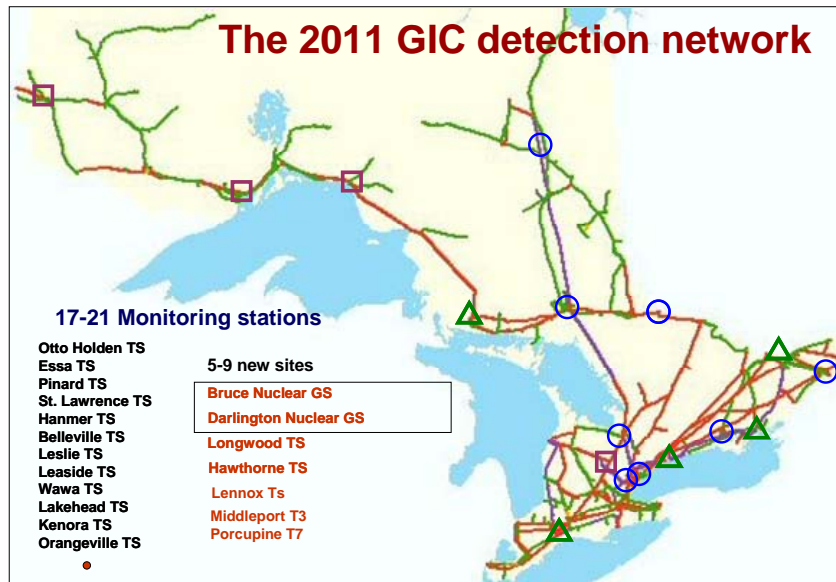 The 2011 GIC detection network
17-21 Monitoring stations
Otto Holden TS
Essa TS
Pinard TS
St. Lawrence TS
Hanmer TS
Belleville TS
Leslie TS
Leaside TS
Wawa TS
Lakehead TS
Kenora TS
Orangeville TS
5-9 new sites
Bruce Nuclear GS
Darlington Nuclear GS
Longwood TS
Hawthorne TS
Lennox Ts
Middleport T3
Porcupine T7